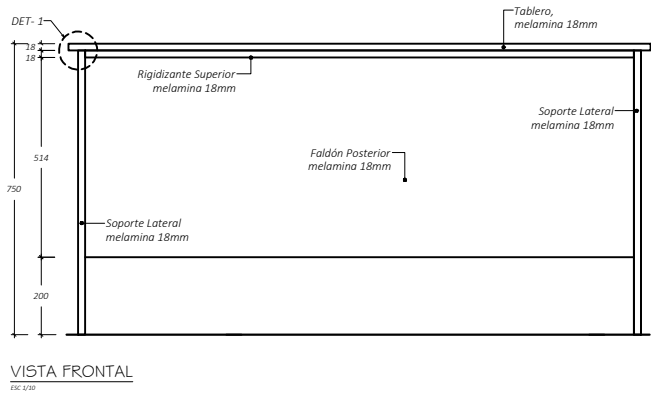 DET- 1
Tablero,
melamina 18mm
18
18
Rigidizante Superior
melamina 18mm
Soporte Lateral
melamina 18mm
514
Faldón Posterior
melamina 18mm
750
Soporte Lateral
melamina 18mm
200
VISTA FRONTAL
ESC 1/10